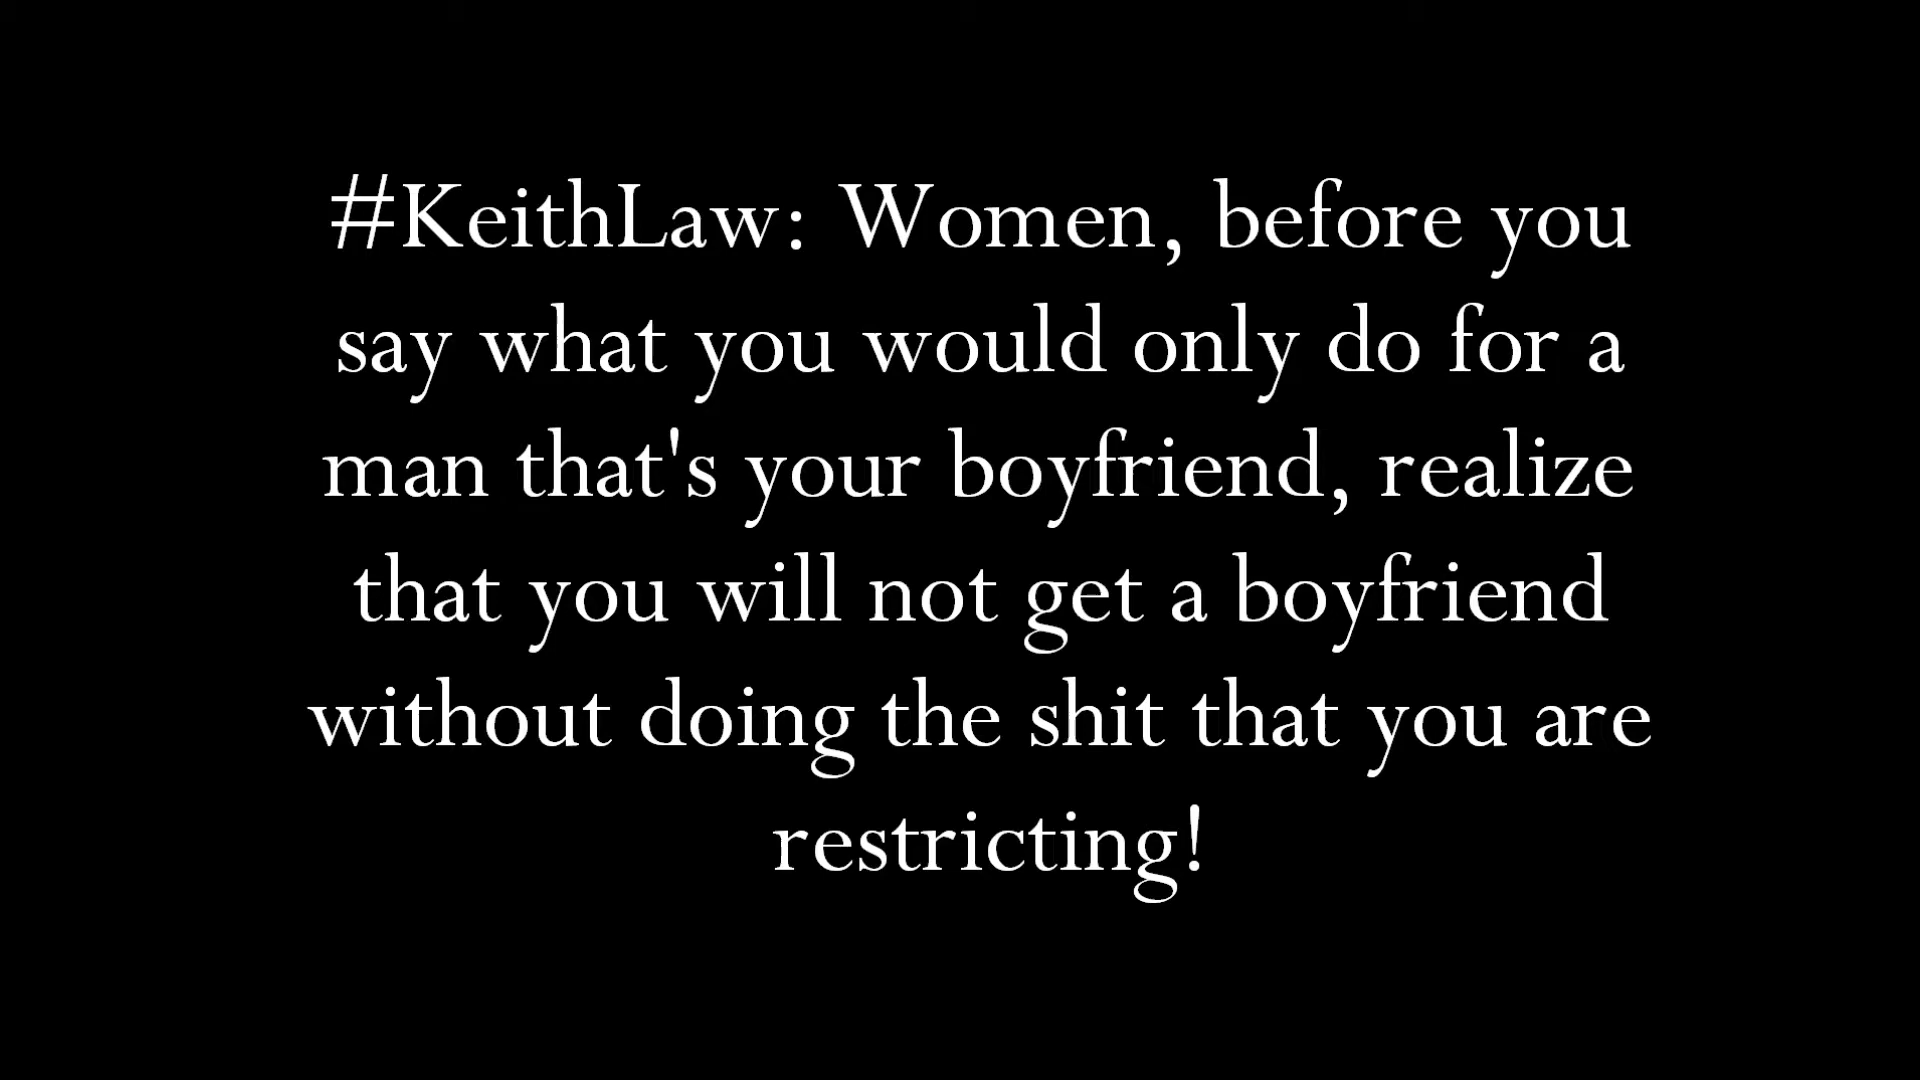 #KeithLaw: Women, before you
say what you would only do for a
man that's your boyfriend, realize
that you will not get a boyfriend
without doing the shit that you are
restricting!